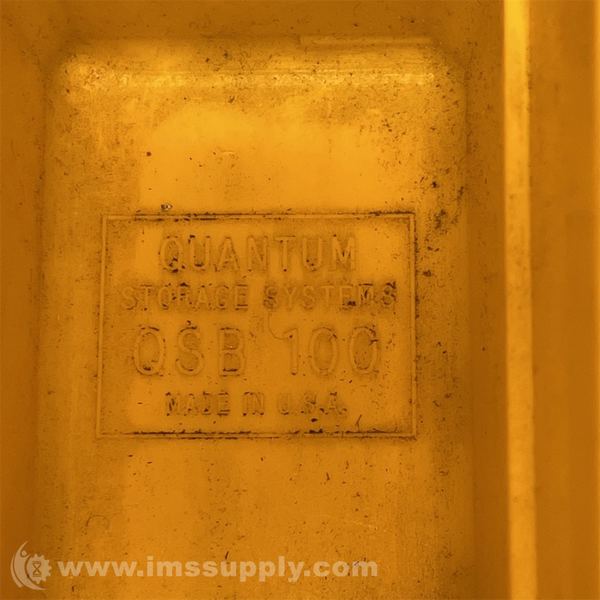 QUANTUM
STORAGE SYSTEMS
QSB 100
MADE IN U.S.A.
www.imssupply.com